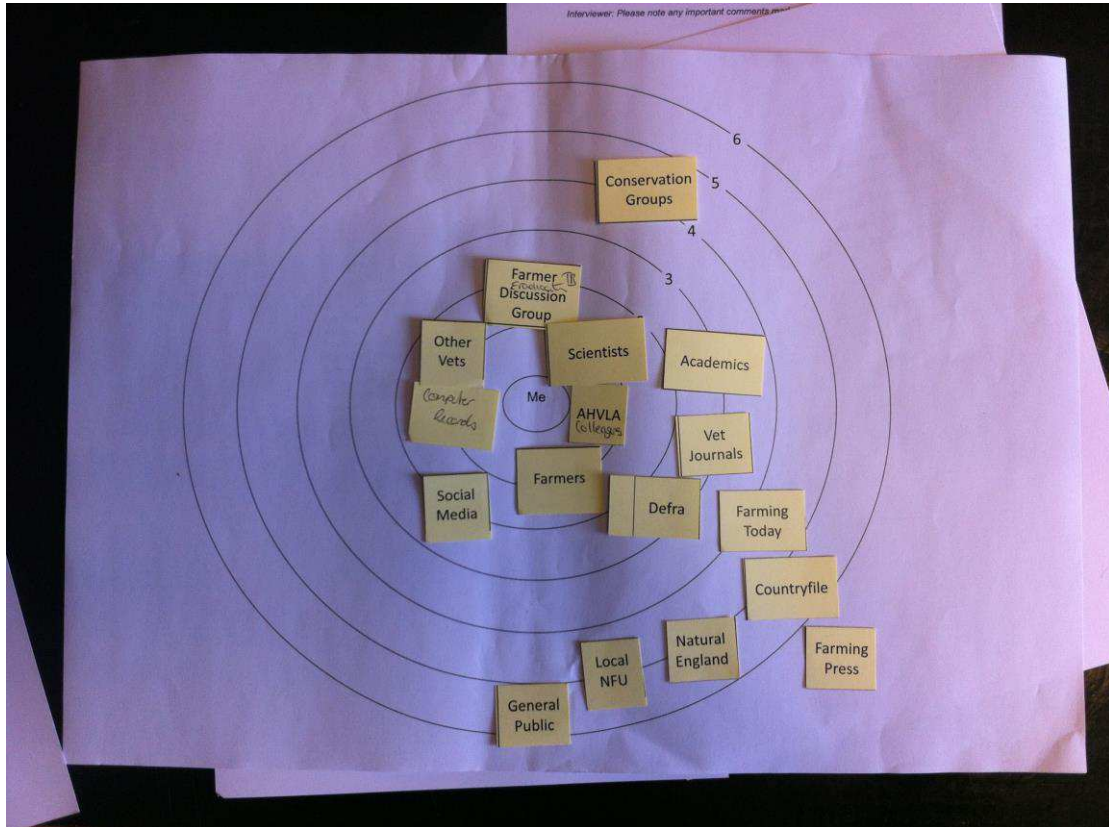 Interviewer: Please note any important comments
6
Conservation
Groups
5
4
3
Farmer TB
Eradication
Discussion
Group
Other
Vets
Scientists
Academics
Computer
Records
Me
AHVLA
Colleagues
Vet
Journals
Farmers
Social
Media
Defra
Farming
Today
Countryfile
Natural
England
Local
NFU
Farming
Press
General
Public